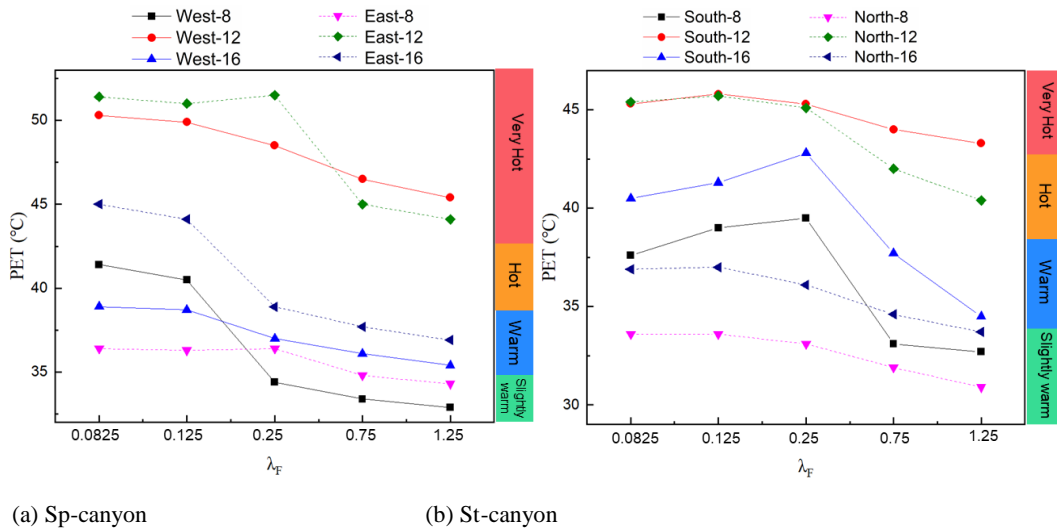 West-8
East-8
West-12
East-12
West-16
East-16
PET (°C)
50
45
40
35
0.0825
0.125
0.25
0.75
1.25
λF
Very Hot
Hot
Warm
Slightly
warm
South-8
North-8
South-12
North-12
South-16
North-16
PET (°C)
45
40
35
30
0.0825
0.125
0.25
0.75
1.25
λF
Very Hot
Hot
Warm
Slightly warm
(a) Sp-canyon
(b) St-canyon